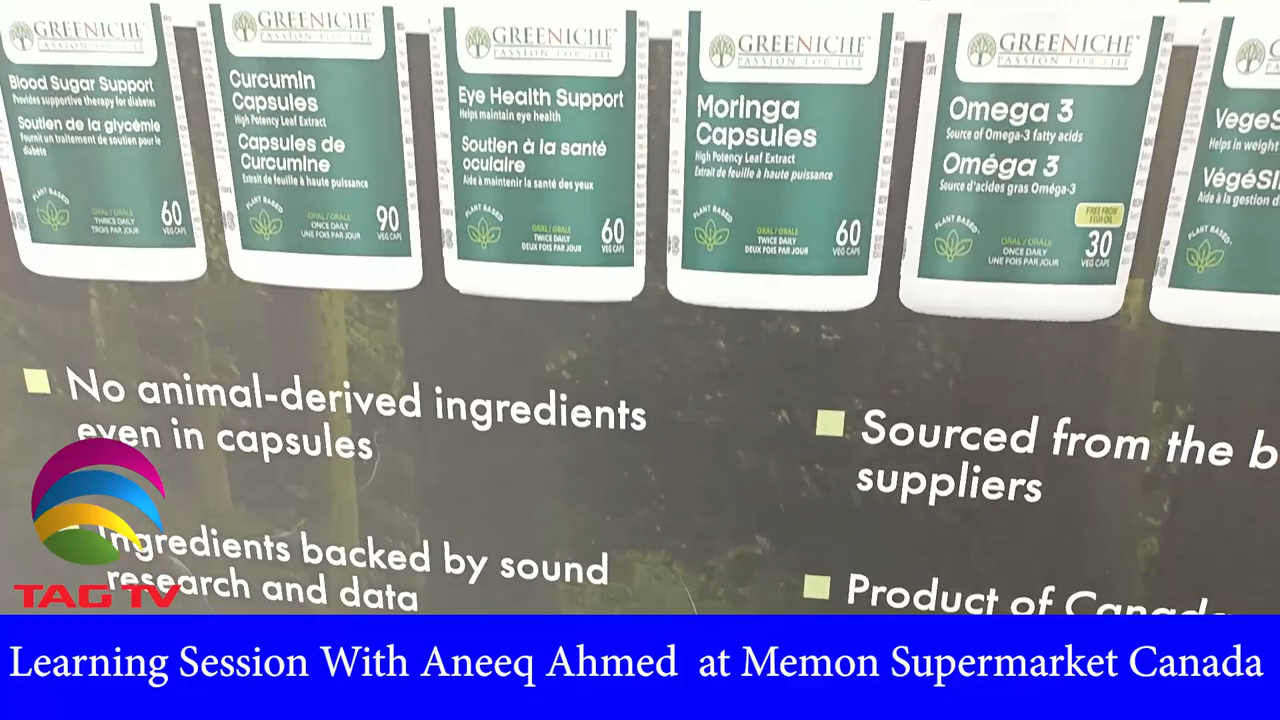 GREENICHE
PASSION FOR LIFE
Blood Sugar Support
Provides supportive therapy for diabetes
Soutien de la glycémie
Fournit un traitement de soutien pour le
diabète
PLANT BASED
ORAL / ORALE
THRICE DAILY
TROIS PAR JOUR
60
VEG CAPS
GREENICHE
PASSION FOR LIFE
Curcumin
Capsules
High Potency Leaf Extract
Capsules de
Curcumine
Extrait de feuille à haute puissance
PLANT BASED
ORAL / ORALE
ONCE DAILY
UNE FOIS PAR JOUR
90
VEG CAPS
GREENICHE
PASSION FOR LIFE
Eye Health Support
Helps maintain eye health
Soutien à la santé
oculaire
Aide à maintenir la santé des yeux
PLANT BASED
ORAL / ORALE
TWICE DAILY
DEUX FOIS PAR JOUR
60
VEG CAPS
GREENICHE
PASSION FOR LIFE
Moringa
Capsules
High Potency Leaf Extract
Extrait de feuille à haute puissance
PLANT BASED
ORAL / ORALE
TWICE DAILY
DEUX FOIS PAR JOUR
60
VEG CAPS
GREENICHE
PASSION FOR LIFE
Omega 3
Source of Omega-3 fatty acids
Oméga 3
Source d'acides gras Oméga-3
FREE FROM
FISH OIL
PLANT BASED
ORAL / ORALE
ONCE DAILY
UNE FOIS PAR JOUR
30
VEG CAPS
Helps in weight
PLANT BASED
No animal-derived ingredients
even in capsules
Ingredients backed by sound
research and data
Sourced from the b
suppliers
Product of Canada
TAG TV
Learning Session With Aneeq Ahmed at Memon Supermarket Canada